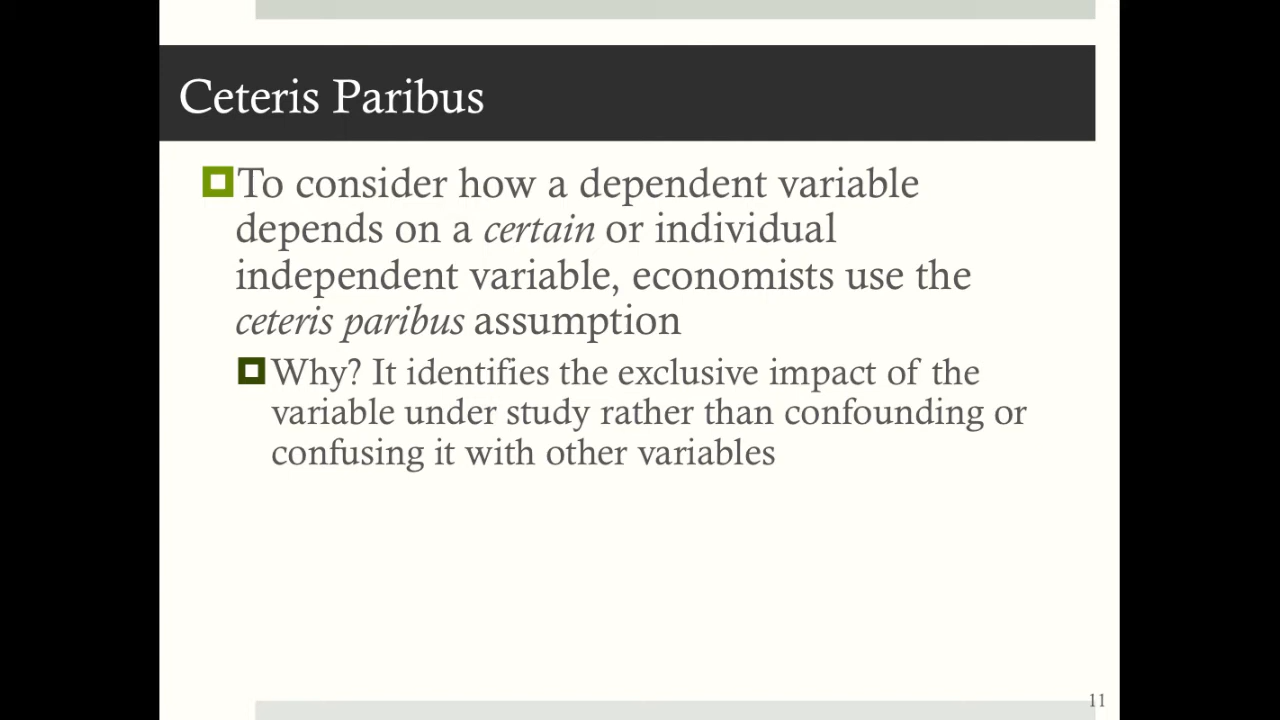 Ceteris Paribus
To consider how a dependent variable
depends on a certain or individual
independent variable, economists use the
ceteris paribus assumption
Why? It identifies the exclusive impact of the
variable under study rather than confounding or
confusing it with other variables
11